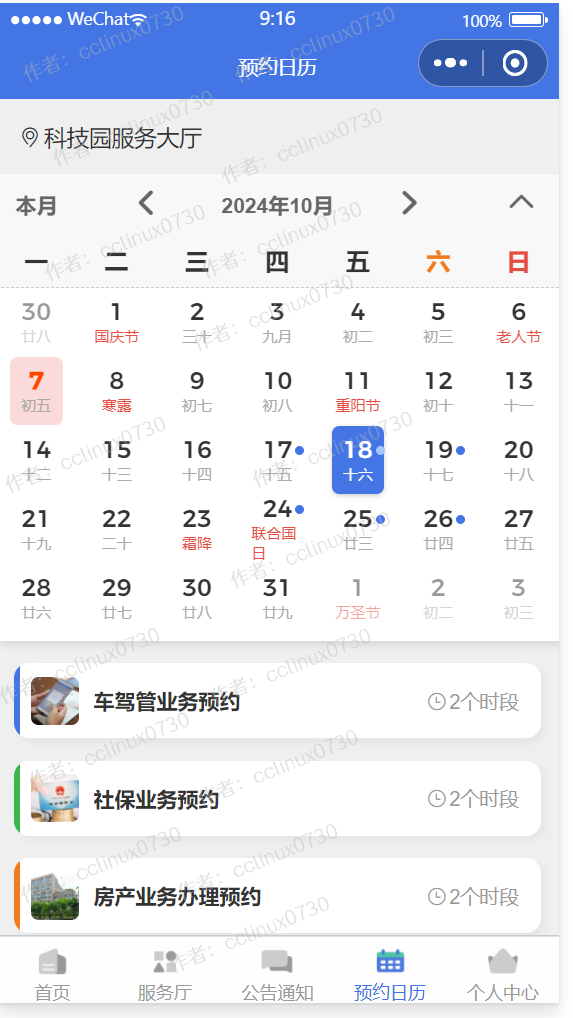 WeChat 9:16 100%
预约日历
科技园服务大厅
本月 2024年10月
一 二 三 四 五 六 日
30 1 2 3 4 5 6
廿八 国庆节 三十 九月 初二 初三 老人节
7 8 9 10 11 12 13
初五 寒露 初七 初八 重阳节 初十 十一
14 15 16 17 18 19 20
十二 十三 十四 十五 十六 十七 十八
21 22 23 24 25 26 27
十九 二十 霜降 联合国日 廿三 廿四 廿五
28 29 30 31 1 2 3
廿六 廿七 廿八 廿九 万圣节 初二 初三
车驾管业务预约 2个时段
社保业务预约 2个时段
房产业务办理预约 2个时段
首页 服务厅 公告通知 预约日历 个人中心
作者：cclinux0730